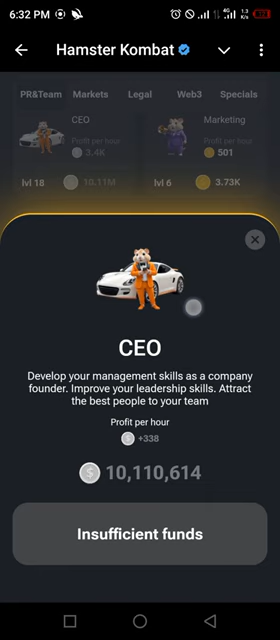 6:32 PM
4G
1.3 K/s
Hamster Kombat
PR&Team Markets Legal Web3 Specials
CEO
Profit per hour
3.4K
lvl 18 10.11M
Marketing
Profit per hour
501
lvl 6 3.73K
CEO
Develop your management skills as a company
founder. Improve your leadership skills. Attract
the best people to your team
Profit per hour
+338
10,110,614
Insufficient funds